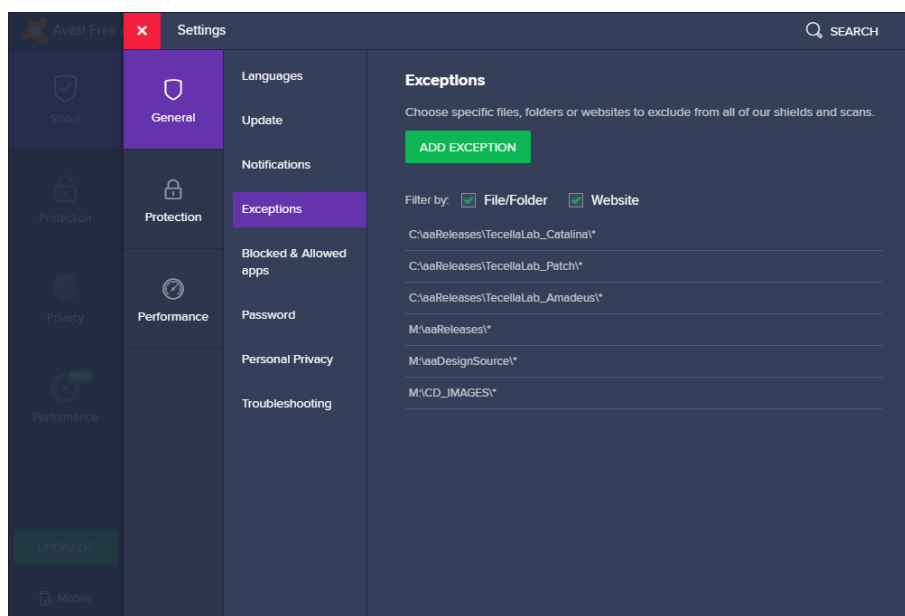 Avast Free
Settings
SEARCH
Status
Protection
Privacy
NEW
Performance
UPGRADE
Mobile
General
Protection
Performance
Languages
Update
Notifications
Exceptions
Blocked & Allowed
apps
Password
Personal Privacy
Troubleshooting
Exceptions
Choose specific files, folders or websites to exclude from all of our shields and scans.
ADD EXCEPTION
Filter by: File/Folder Website
C:\aaReleases\TecellaLab_Catalina\*
C:\aaReleases\TecellaLab_Patch\*
C:\aaReleases\TecellaLab_Amadeus\*
M:\aaReleases\*
M:\aaDesignSource\*
M:\CD_IMAGES\*